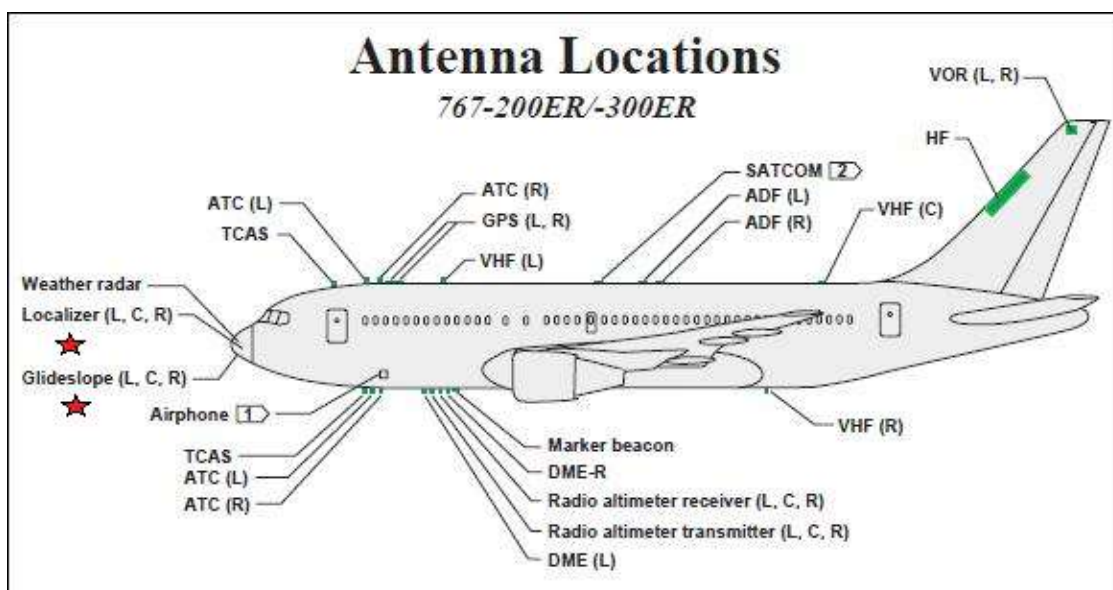 Antenna Locations
767-200ER/-300ER
VOR (L, R)
HF
SATCOM 2
ATC (R)
ADF (L)
ATC (L)
GPS (L, R)
ADF (R)
VHF (C)
TCAS
VHF (L)
Weather radar
Localizer (L, C, R)
Glideslope (L, C, R)
Airphone 1
VHF (R)
Marker beacon
TCAS
DME-R
ATC (L)
Radio altimeter receiver (L, C, R)
ATC (R)
Radio altimeter transmitter (L, C, R)
DME (L)